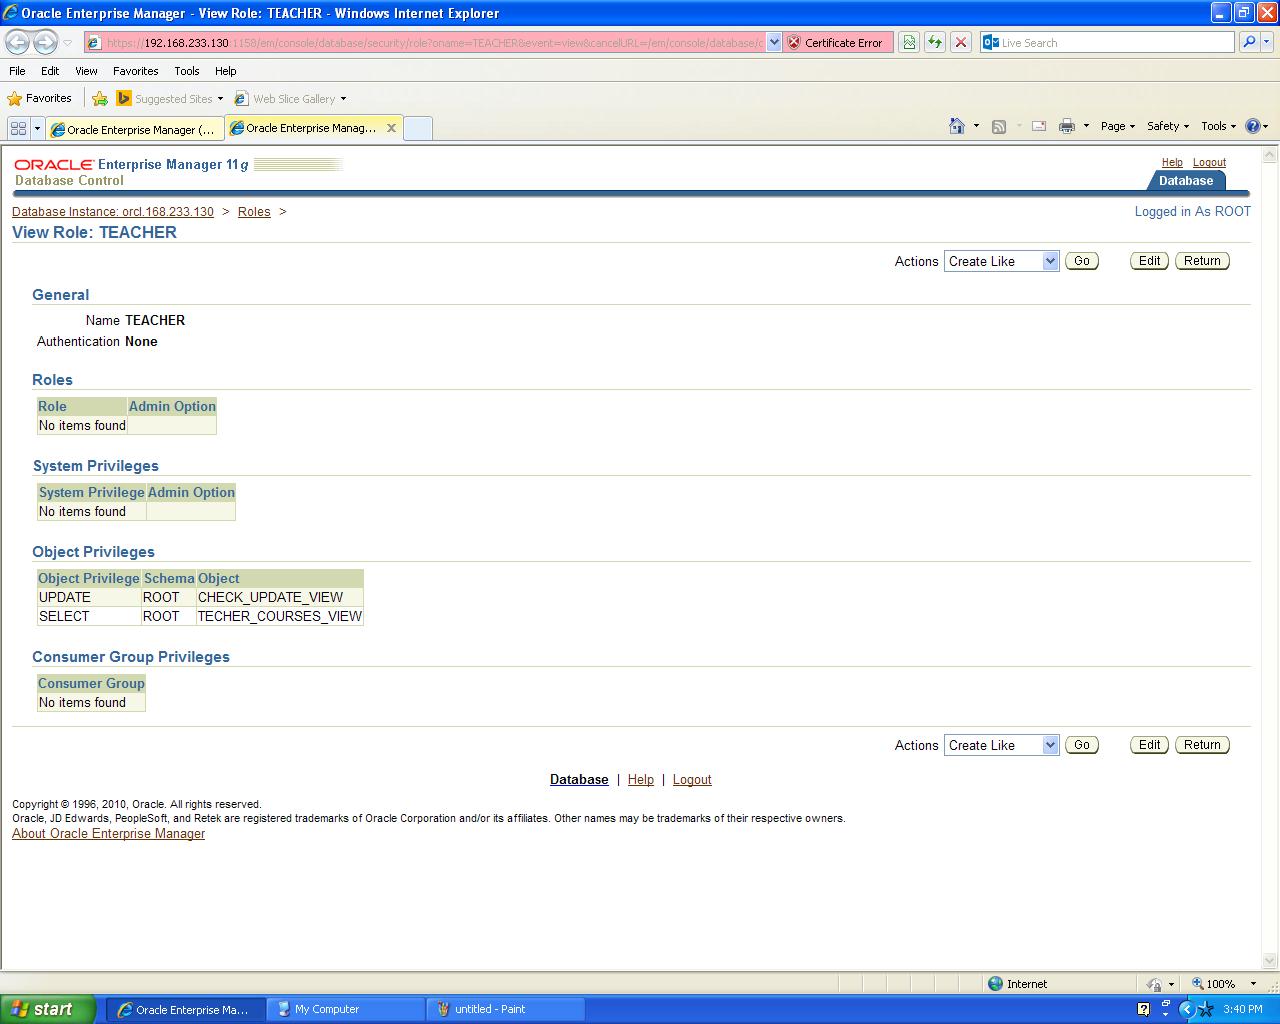 Oracle Enterprise Manager - View Role: TEACHER - Windows Internet Explorer
https://192.168.233.130:1158/em/console/database/security/role?oname=TEACHER&event=view&cancelURL=/em/console/database/c
Certificate Error
Live Search
File Edit View Favorites Tools Help
Favorites Suggested Sites Web Slice Gallery
Oracle Enterprise Manager (... Oracle Enterprise Manag... Page Safety Tools
ORACLE Enterprise Manager 11g
Database Control
Help Logout
Database
Database Instance: orcl.168.233.130 > Roles >
Logged in As ROOT
View Role: TEACHER
Actions Create Like Go Edit Return
General
Name TEACHER
Authentication None
Roles
Role Admin Option
No items found
System Privileges
System Privilege Admin Option
No items found
Object Privileges
Object Privilege Schema Object
UPDATE ROOT CHECK_UPDATE_VIEW
SELECT ROOT TECHER_COURSES_VIEW
Consumer Group Privileges
Consumer Group
No items found
Actions Create Like Go Edit Return
Database | Help | Logout
Copyright © 1996, 2010, Oracle. All rights reserved.
Oracle, JD Edwards, PeopleSoft, and Retek are registered trademarks of Oracle Corporation and/or its affiliates. Other names may be trademarks of their respective owners.
About Oracle Enterprise Manager
Internet 100%
start Oracle Enterprise Ma... My Computer untitled - Paint 3:40 PM